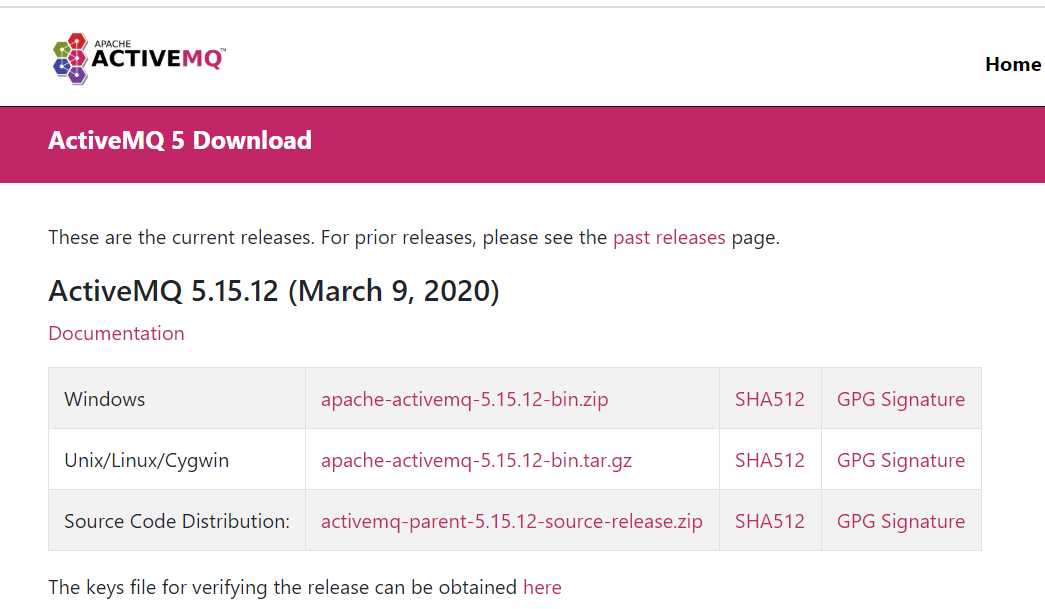 APACHE
ACTIVEMQ™
Home
ActiveMQ 5 Download
These are the current releases. For prior releases, please see the past releases page.
ActiveMQ 5.15.12 (March 9, 2020)
Documentation
Windows apache-activemq-5.15.12-bin.zip SHA512 GPG Signature
Unix/Linux/Cygwin apache-activemq-5.15.12-bin.tar.gz SHA512 GPG Signature
Source Code Distribution: activemq-parent-5.15.12-source-release.zip SHA512 GPG Signature
The keys file for verifying the release can be obtained here